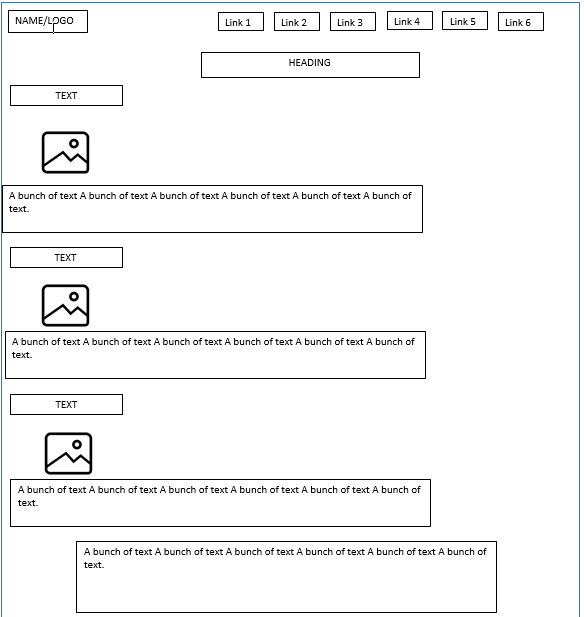 NAME/LOGO
Link 1
Link 2
Link 3
Link 4
Link 5
Link 6
HEADING
TEXT
A bunch of text A bunch of text A bunch of text A bunch of text A bunch of text A bunch of
text.
TEXT
A bunch of text A bunch of text A bunch of text A bunch of text A bunch of text A bunch of
text.
TEXT
A bunch of text A bunch of text A bunch of text A bunch of text A bunch of text A bunch of
text.
A bunch of text A bunch of text A bunch of text A bunch of text A bunch of text A bunch of
text.